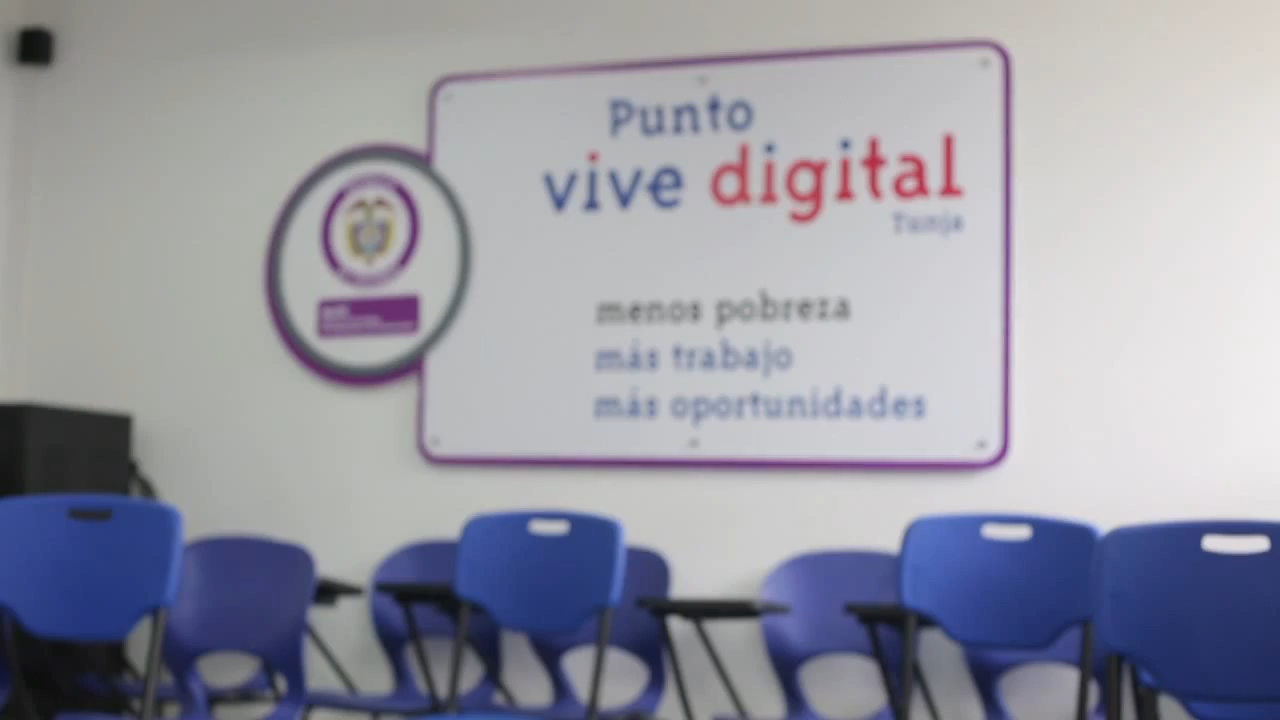 Punto
vive digital
Tunja
menos pobreza
más trabajo
más oportunidades